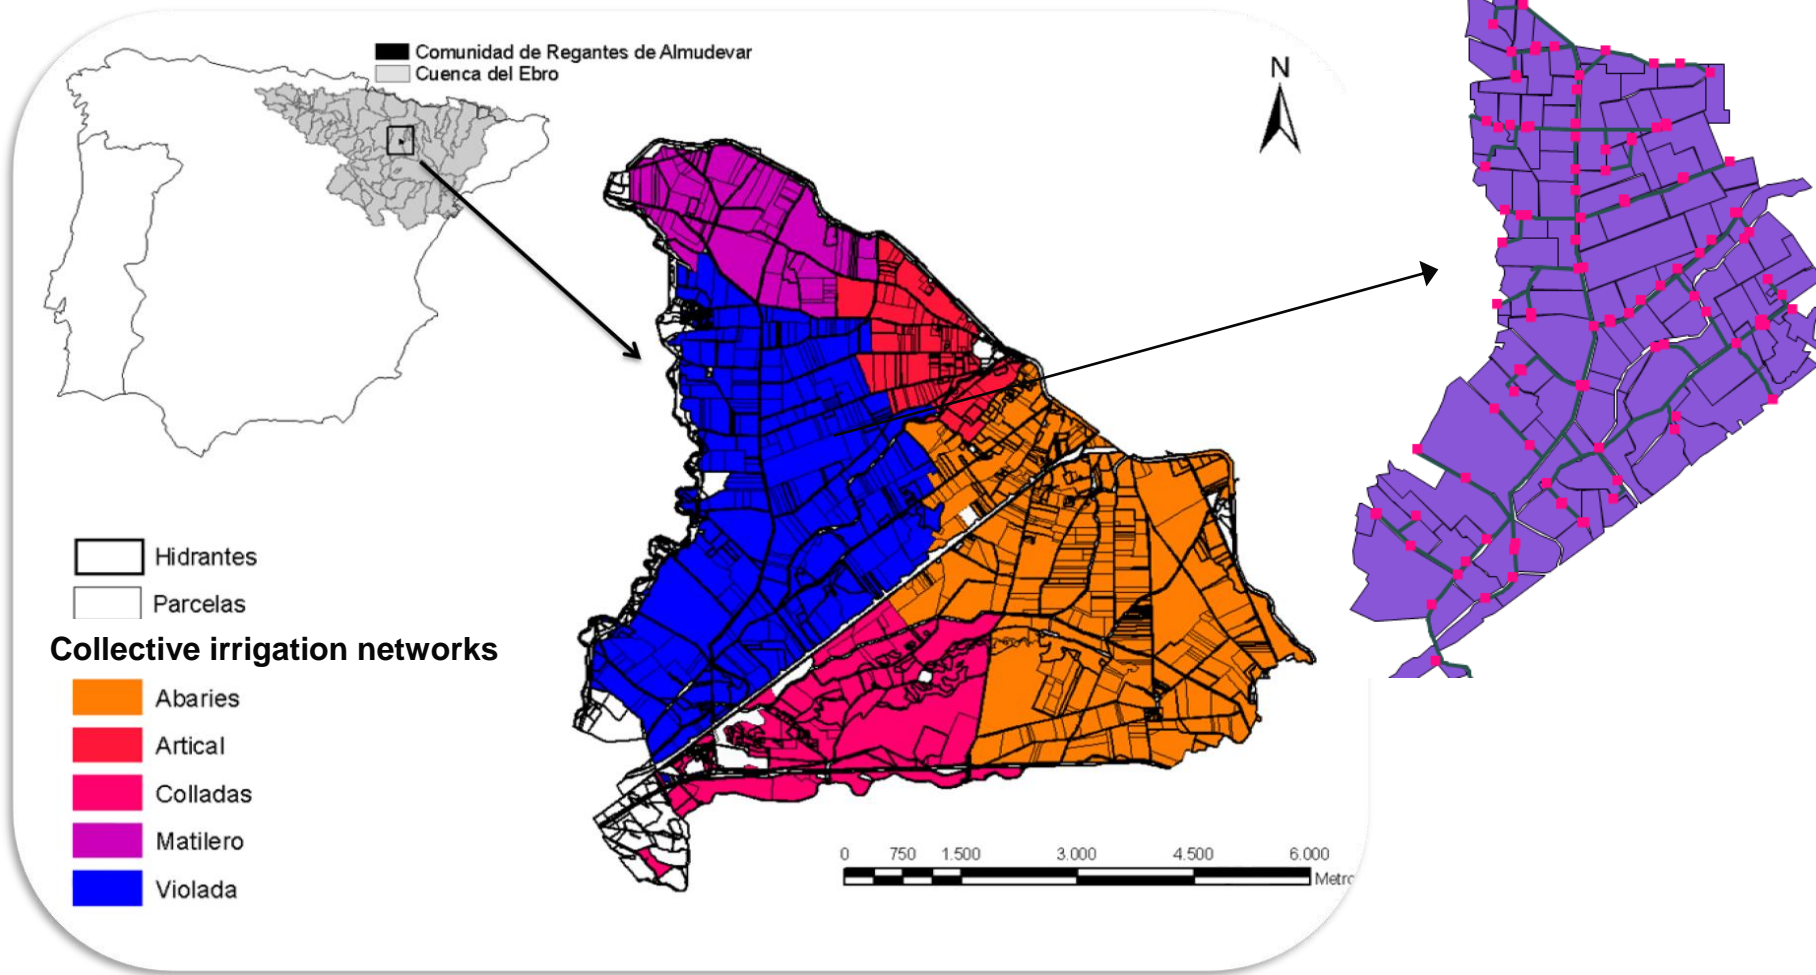 Comunidad de Regantes de Almudevar
Cuenca del Ebro
N
Hidrantes
Parcelas
Collective irrigation networks
Abaries
Artical
Colladas
Matilero
Violada
0 750 1.500 3.000 4.500 6.000
Metro